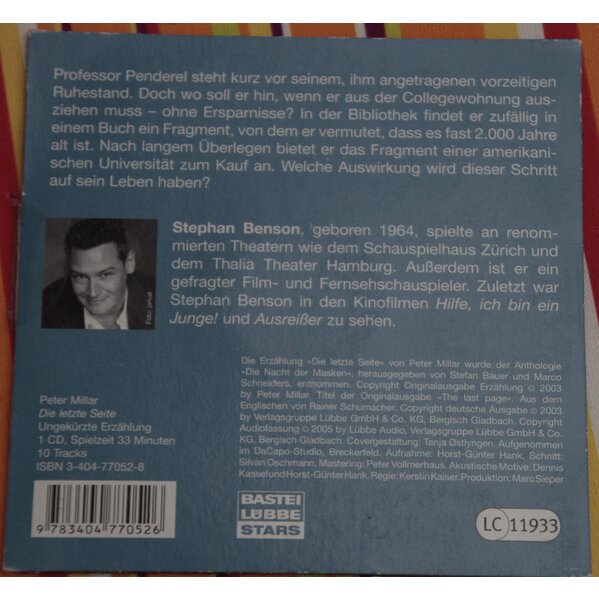 Professor Penderel steht kurz vor seinem, ihm angetragenen vorzeitigen
Ruhestand. Doch wo soll er hin, wenn er aus der Collegewohnung aus-
ziehen muss – ohne Ersparnisse? In der Bibliothek findet er zufällig in
einem Buch ein Fragment, von dem er vermutet, dass es fast 2.000 Jahre
alt ist. Nach langem Überlegen bietet er das Fragment einer amerikani-
schen Universität zum Kauf an. Welche Auswirkung wird dieser Schritt
auf sein Leben haben?
Stephan Benson, geboren 1964, spielte an renom-
mierten Theatern wie dem Schauspielhaus Zürich und
dem Thalia Theater Hamburg. Außerdem ist er ein
gefragter Film- und Fernsehschauspieler. Zuletzt war
Stephan Benson in den Kinofilmen Hilfe, ich bin ein
Junge! und Ausreißer zu sehen.
Foto: privat
Die Erzählung »Die letzte Seite« von Peter Millar wurde der Anthologie
»Die Nacht der Masken«, herausgegeben von Stefan Bauer und Marco
Schneiders, entnommen. Copyright Originalausgabe Erzählung © 2003
by Peter Millar. Titel der Originalausgabe »The last page«. Aus dem
Englischen von Rainer Schumacher. Copyright deutsche Ausgabe © 2003
by Verlagsgruppe Lübbe GmbH & Co. KG, Bergisch Gladbach. Copyright
Audiofassung © 2005 by Lübbe Audio, Verlagsgruppe Lübbe GmbH & Co.
KG, Bergisch Gladbach. Covergestaltung: Tanja Østlyngen. Aufgenommen
im DaCapo-Studio, Breckerfeld. Aufnahme: Horst-Günter Hank. Schnitt:
Silvan Oschmann, Mastering: Peter Vollmerhaus. Akustische Motive: Dennis
Kassel und Horst-Günter Hank. Regie: Kerstin Kaiser. Produktion: Marc Sieper
Peter Millar
Die letzte Seite
Ungekürzte Erzählung
1 CD, Spielzeit 33 Minuten
10 Tracks
ISBN 3-404-77052-8
9 783404 770526
BASTEI
LÜBBE
STARS
LC 11933